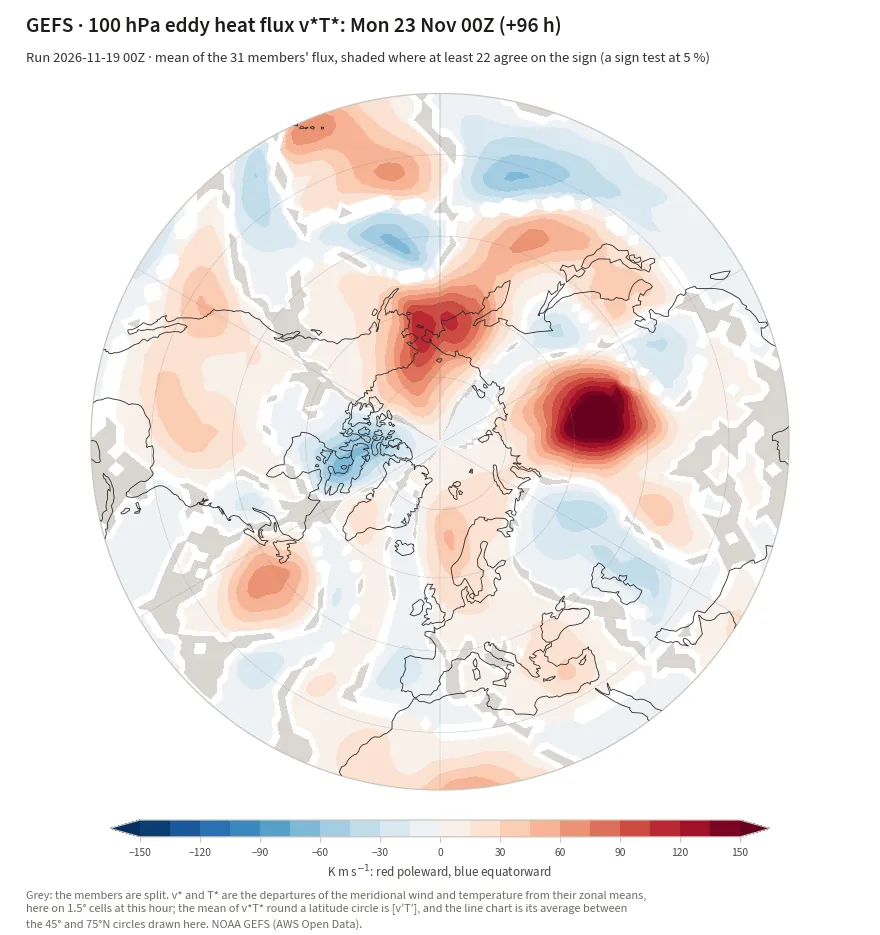 GEFS · 100 hPa eddy heat flux v*T*: Mon 23 Nov 00Z (+96 h)
Run 2026-11-19 00Z · mean of the 31 members' flux, shaded where at least 22 agree on the sign (a sign test at 5 %)
−150 −120 −90 −60 −30 0 30 60 90 120 150
K m s⁻¹: red poleward, blue equatorward
Grey: the members are split. v* and T* are the departures of the meridional wind and temperature from their zonal means,
here on 1.5° cells at this hour; the mean of v*T* round a latitude circle is [v′T′], and the line chart is its average between
the 45° and 75°N circles drawn here. NOAA GEFS (AWS Open Data).